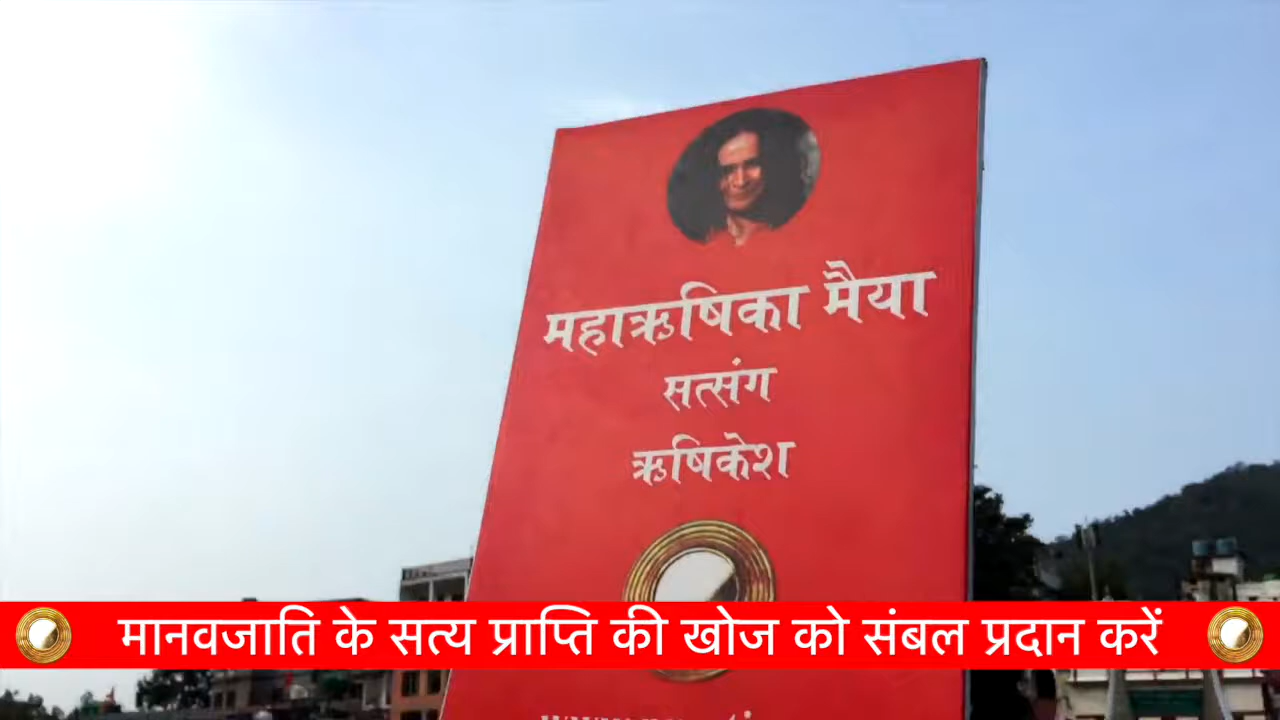 महाऋषिका मैया
सत्संग
ऋषिकेश
मानवजाति के सत्य प्राप्ति की खोज को संबल प्रदान करें